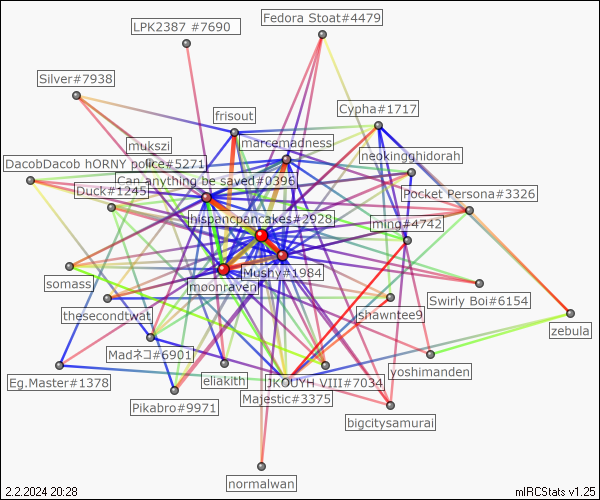 LPK2387 #7690
Fedora Stoat#4479
Silver#7938
frisout
Cypha#1717
mukszi
marcemadness
neokingghidorah
DacobDacob hORNY police#5271
Can anything be saved#0396
Duck#1245
Pocket Persona#3326
hispancpancakes#2928
ming#4742
Mushy#1984
somass
moonraven
Swirly Boi#6154
thesecondtwat
shawntee9
zebula
Madネコ#6901
yoshimanden
Eg.Master#1378
eliakith
JKOUYH VIII#7034
Pikabro#9971
Majestic#3375
bigcitysamurai
normalwan
2.2.2024 20:28
mIRCStats v1.25